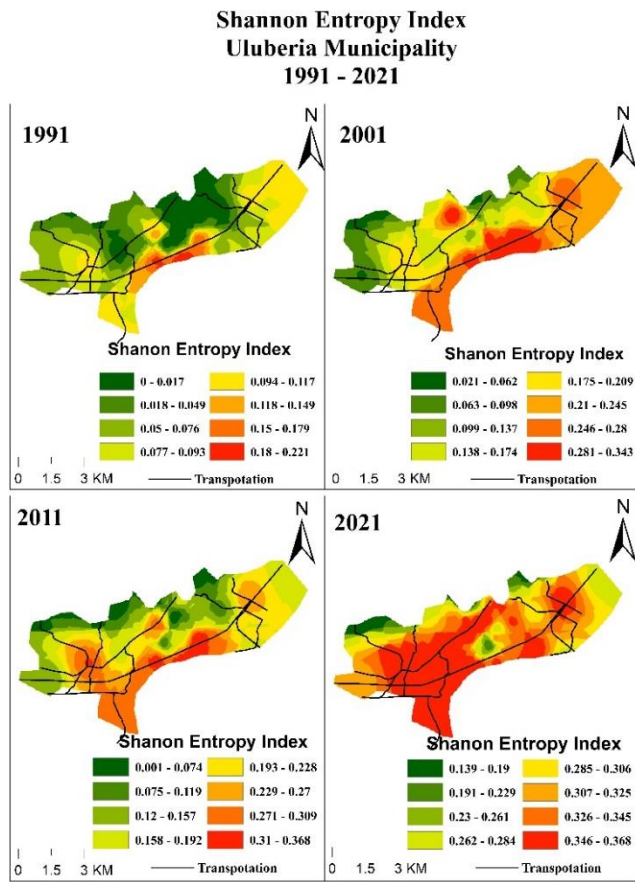 Shannon Entropy Index
Uluberia Municipality
1991 - 2021
1991
N
Shanon Entropy Index
0 - 0.017
0.094 - 0.117
0.018 - 0.049
0.118 - 0.149
0.05 - 0.076
0.15 - 0.179
0.077 - 0.093
0.18 - 0.221
0 1.5 3 KM
Transpotation
2001
N
Shanon Entropy Index
0.021 - 0.062
0.175 - 0.209
0.063 - 0.098
0.21 - 0.245
0.099 - 0.137
0.246 - 0.28
0.138 - 0.174
0.281 - 0.343
0 1.5 3 KM
Transpotation
2011
N
Shanon Entropy Index
0.001 - 0.074
0.193 - 0.228
0.075 - 0.119
0.229 - 0.27
0.12 - 0.157
0.271 - 0.309
0.158 - 0.192
0.31 - 0.368
0 1.5 3 KM
Transpotation
2021
N
Shanon Entropy Index
0.139 - 0.19
0.285 - 0.306
0.191 - 0.229
0.307 - 0.325
0.23 - 0.261
0.326 - 0.345
0.262 - 0.284
0.346 - 0.368
0 1.5 3 KM
Transpotation